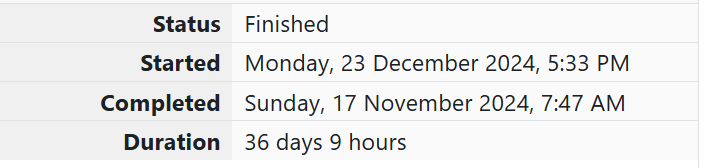 Status Finished
Started Monday, 23 December 2024, 5:33 PM
Completed Sunday, 17 November 2024, 7:47 AM
Duration 36 days 9 hours